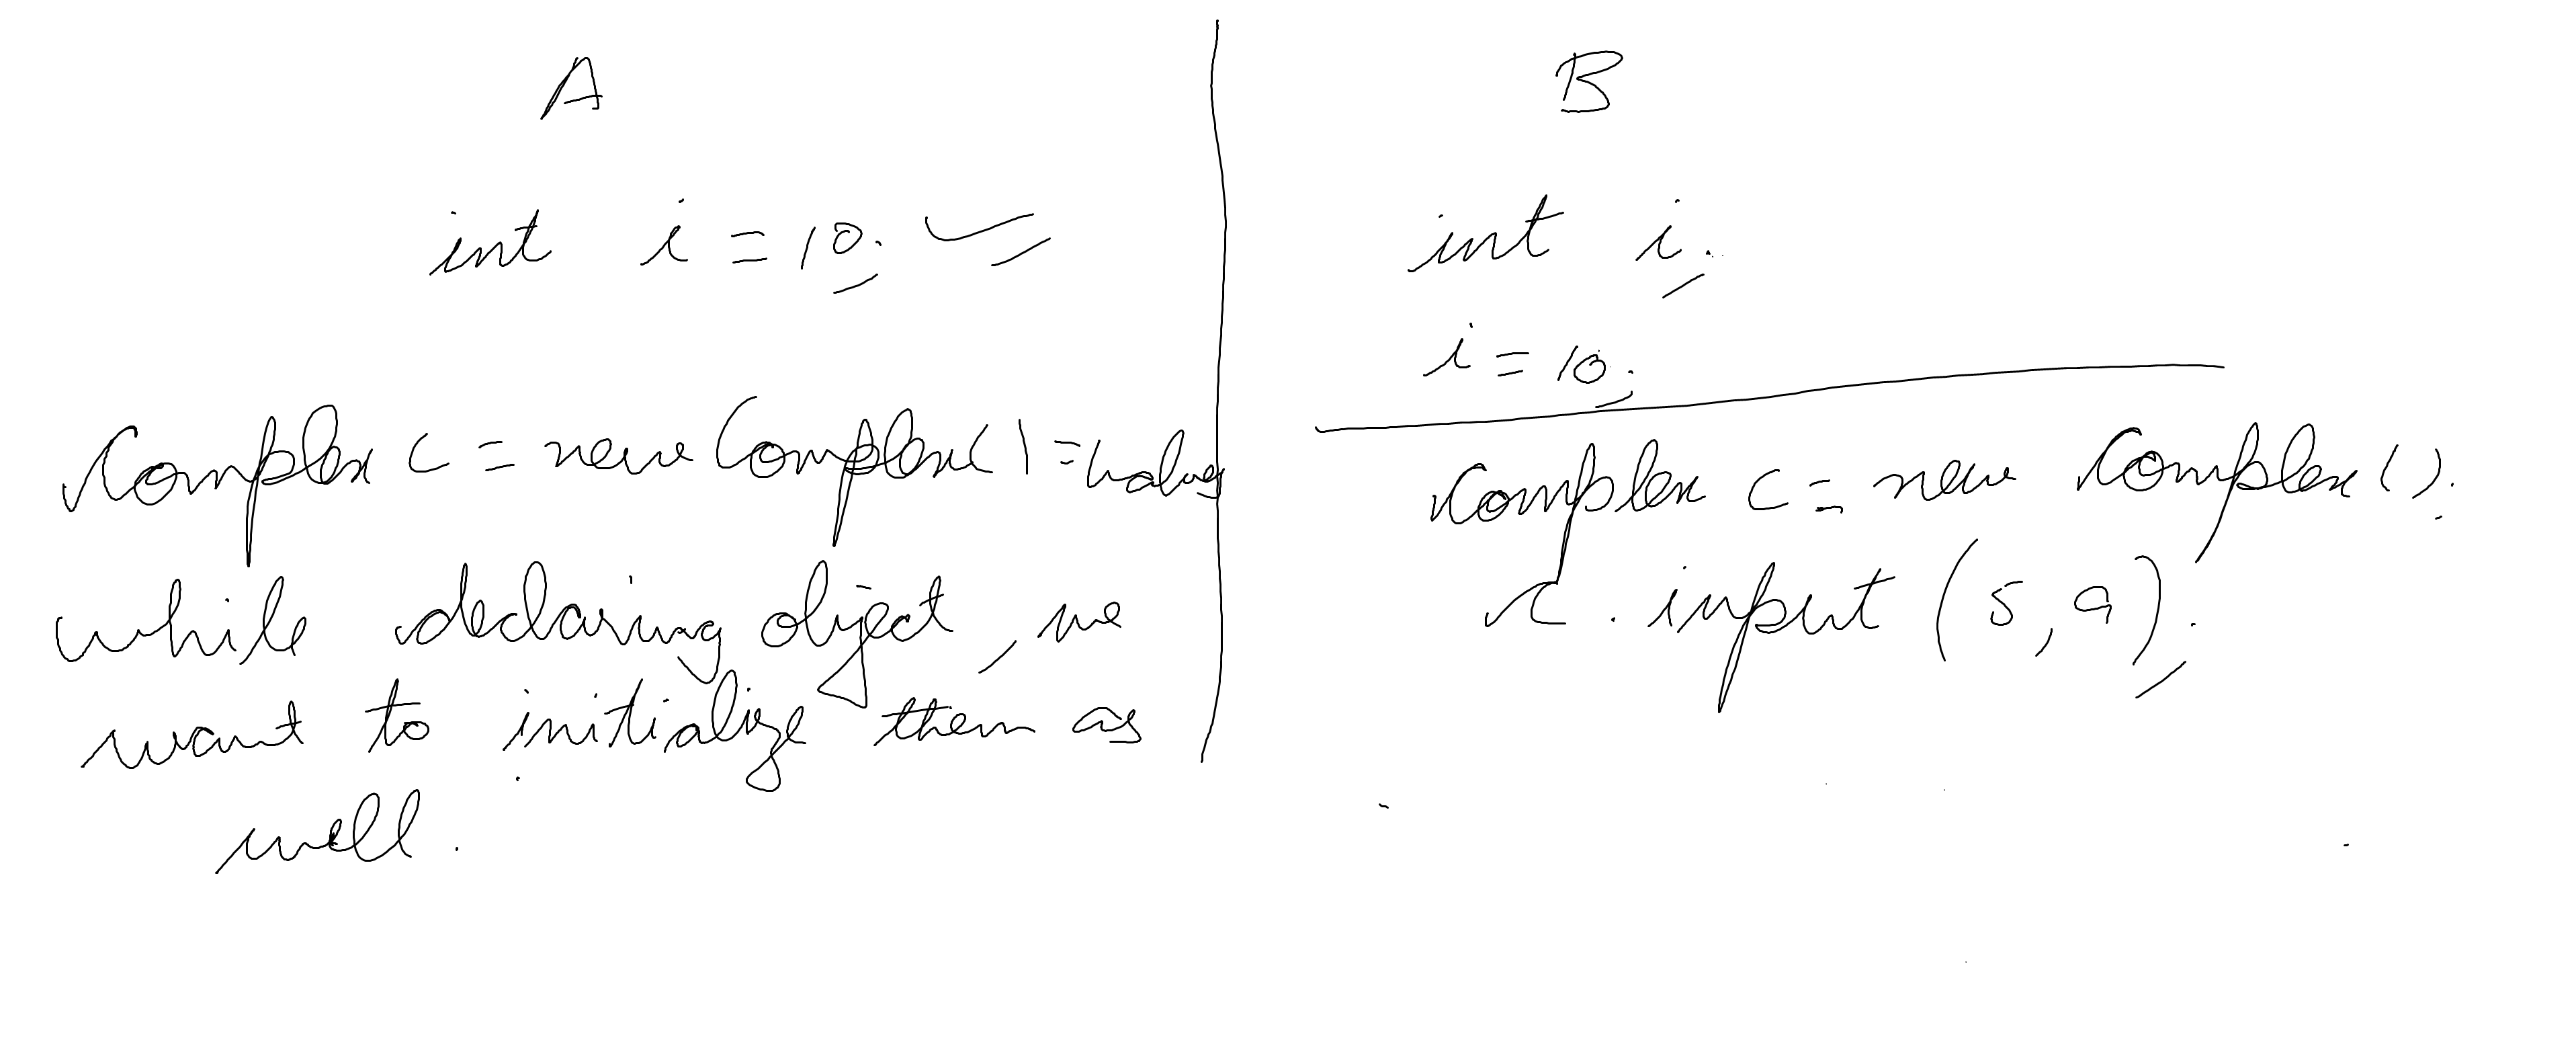 A
int i = 10;
Complex c = new Complex() = values
while declaring object, we
want to initialize them as
well.
B
int i;
i = 10;
Complex c = new Complex();
c. input (5,9);